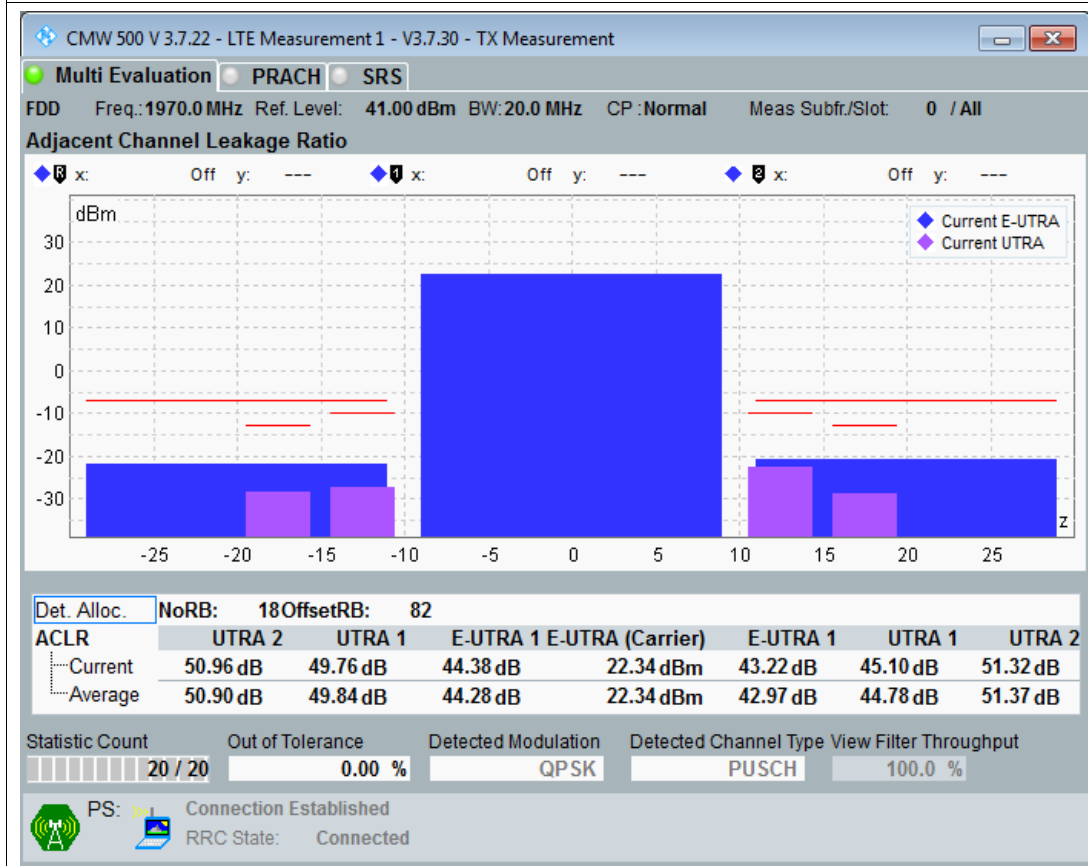 CMW 500 V 3.7.22 - LTE Measurement 1 - V3.7.30 - TX Measurement
Multi Evaluation PRACH SRS
FDD Freq.: 1970.0 MHz Ref. Level: 41.00 dBm BW: 20.0 MHz CP : Normal Meas Subfr./Slot: 0 / All
Adjacent Channel Leakage Ratio
R x: Off y: --- 1 x: Off y: --- 2 x: Off y: ---
dBm
Current E-UTRA
Current UTRA
30
20
10
0
-10
-20
-30
z
-25 -20 -15 -10 -5 0 5 10 15 20 25
Det. Alloc. NoRB: 18 OffsetRB: 82
ACLR UTRA 2 UTRA 1 E-UTRA 1 E-UTRA (Carrier) E-UTRA 1 UTRA 1 UTRA 2
Current 50.96 dB 49.76 dB 44.38 dB 22.34 dBm 43.22 dB 45.10 dB 51.32 dB
Average 50.90 dB 49.84 dB 44.28 dB 22.34 dBm 42.97 dB 44.78 dB 51.37 dB
Statistic Count Out of Tolerance Detected Modulation Detected Channel Type View Filter Throughput
20 / 20 0.00 % QPSK PUSCH 100.0 %
PS: Connection Established
RRC State: Connected